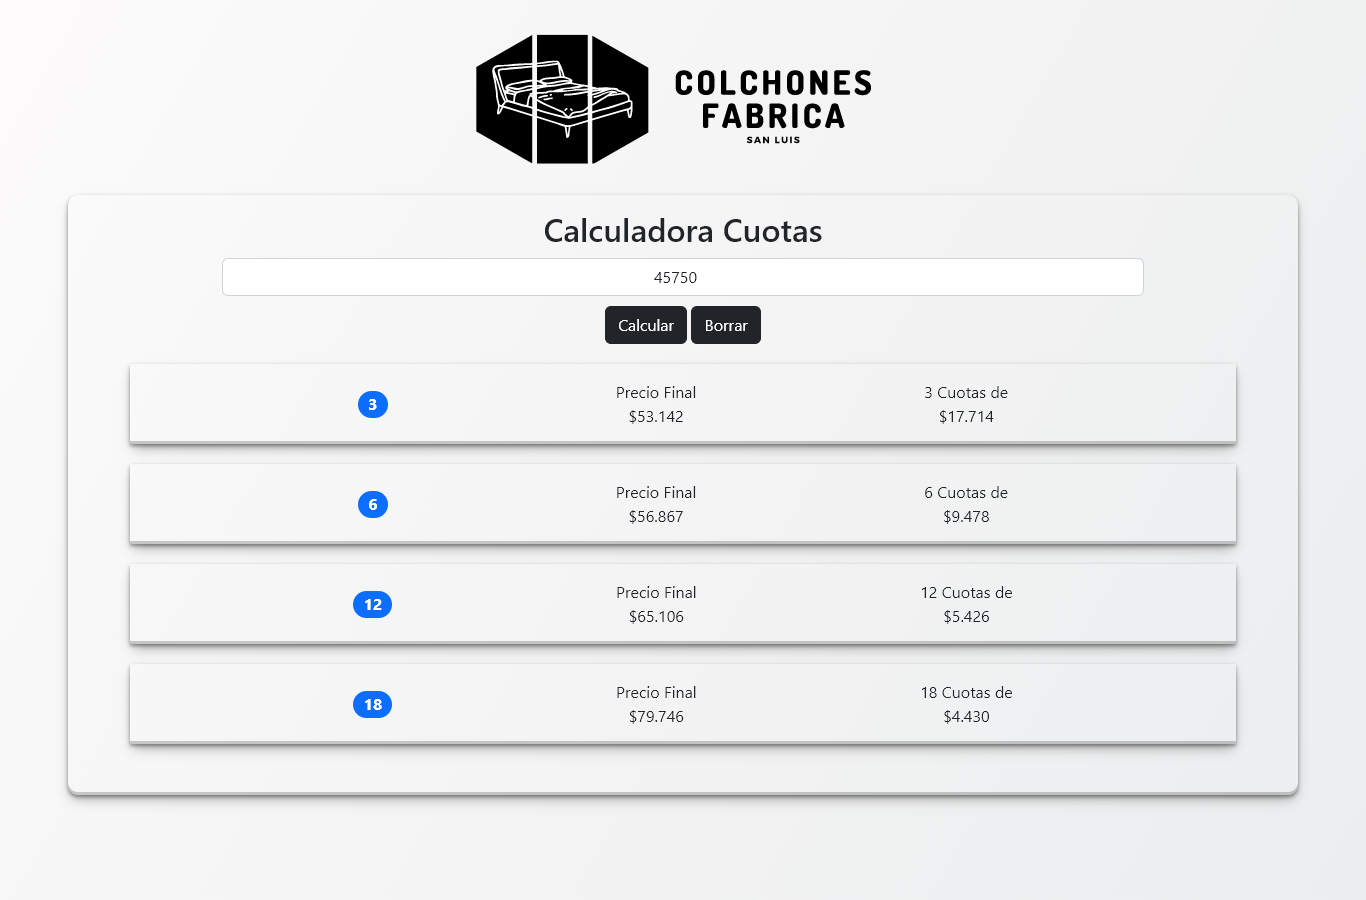 COLCHONES
FABRICA
SAN LUIS
Calculadora Cuotas
45750
Calcular Borrar
3
Precio Final
$53.142
3 Cuotas de
$17.714
6
Precio Final
$56.867
6 Cuotas de
$9.478
12
Precio Final
$65.106
12 Cuotas de
$5.426
18
Precio Final
$79.746
18 Cuotas de
$4.430